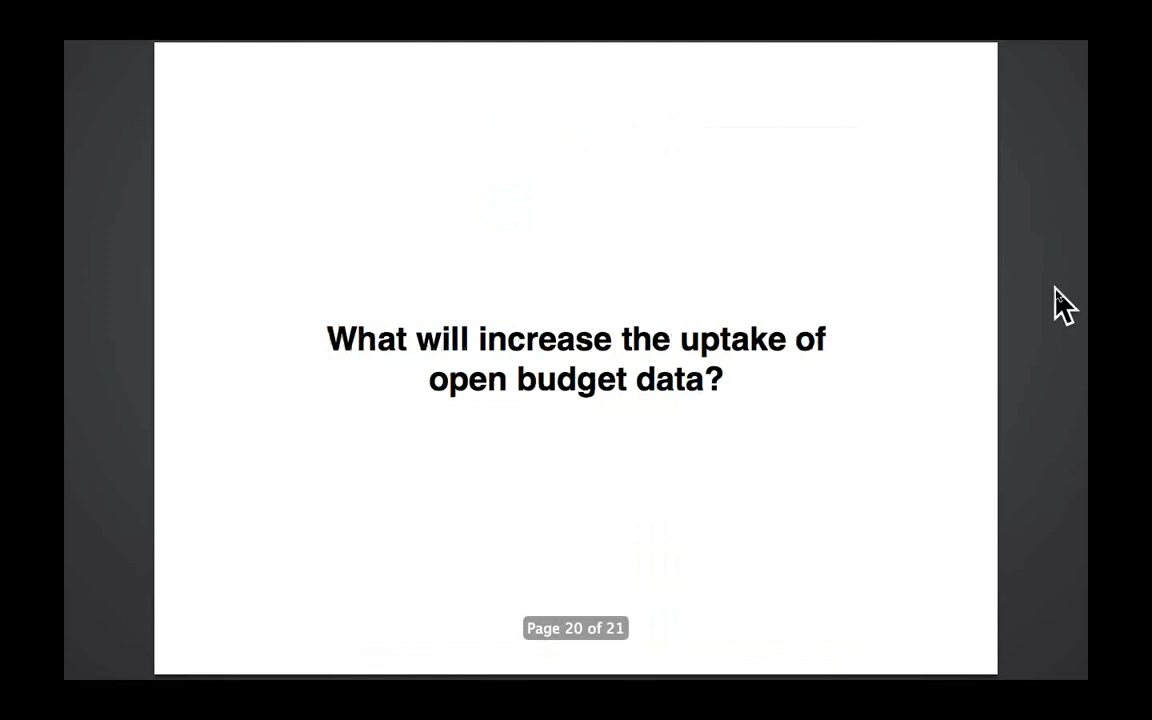 What will increase the uptake of
open budget data?
Page 20 of 21